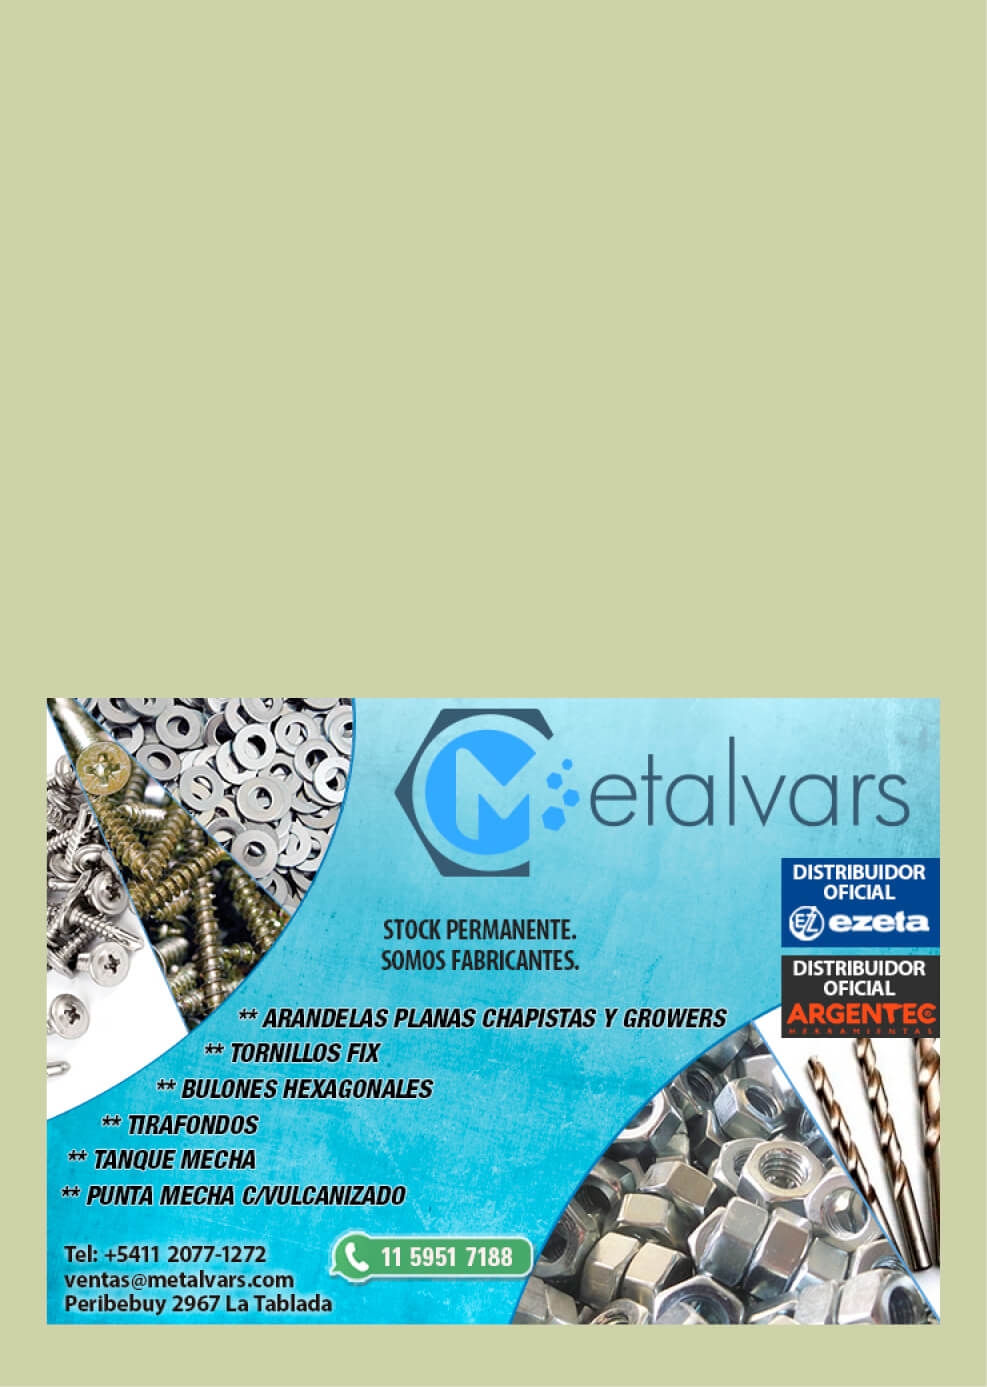 Metalvars
DISTRIBUIDOR
OFICIAL
EZ ezeta
DISTRIBUIDOR
OFICIAL
ARGENTEC
HERRAMIENTAS
STOCK PERMANENTE.
SOMOS FABRICANTES.
** ARANDELAS PLANAS CHAPISTAS Y GROWERS
** TORNILLOS FIX
** BULONES HEXAGONALES
** TIRAFONDOS
** TANQUE MECHA
** PUNTA MECHA C/VULCANIZADO
Tel: +5411 2077-1272
ventas@metalvars.com
Peribebuy 2967 La Tablada
11 5951 7188